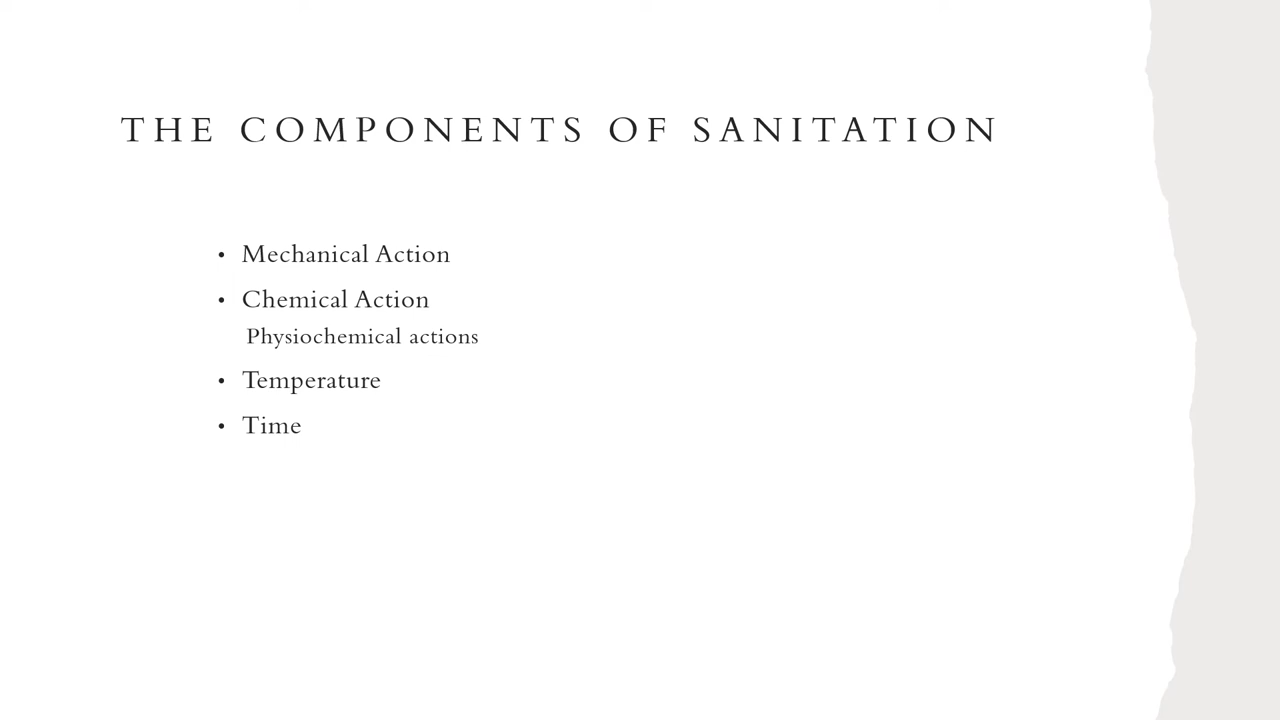 THE COMPONENTS OF SANITATION
• Mechanical Action
• Chemical Action
Physiochemical actions
• Temperature
• Time